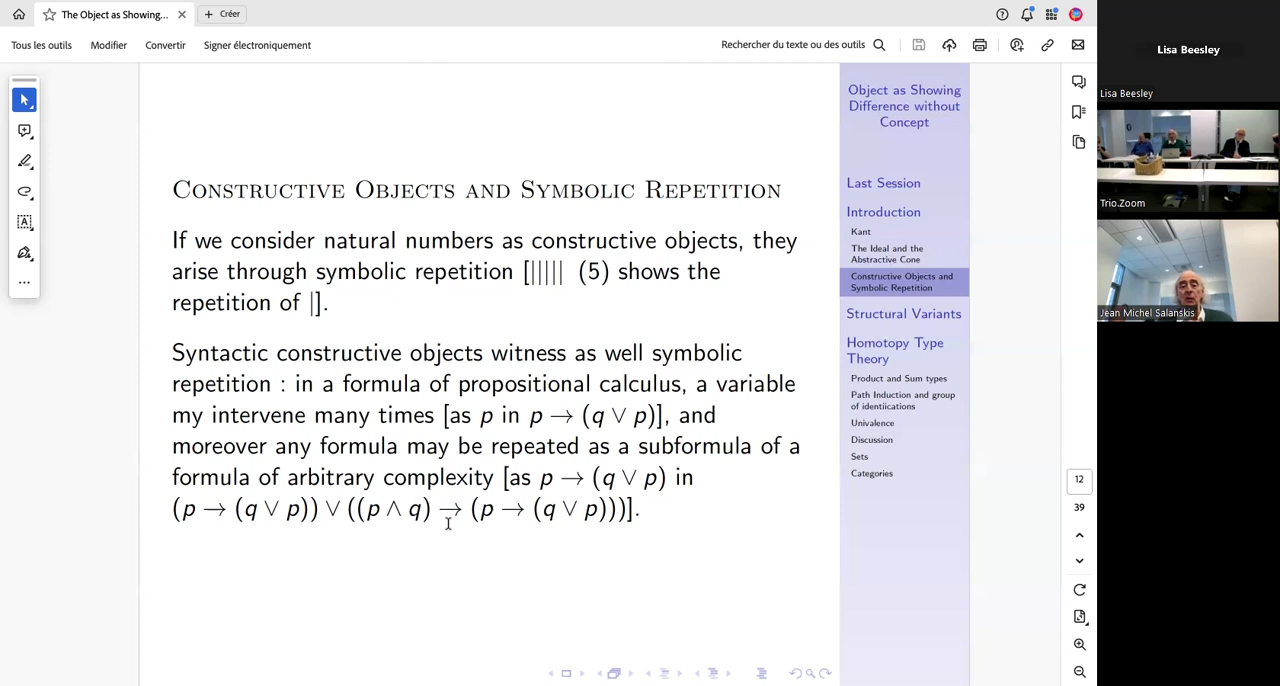 The Object as Showing...
Créer
Tous les outils
Modifier
Convertir
Signer électroniquement
Rechercher du texte ou des outils
Constructive Objects and Symbolic Repetition
If we consider natural numbers as constructive objects, they
arise through symbolic repetition [||||| (5) shows the
repetition of |].
Syntactic constructive objects witness as well symbolic
repetition : in a formula of propositional calculus, a variable
my intervene many times [as p in p → (q ∨ p)], and
moreover any formula may be repeated as a subformula of a
formula of arbitrary complexity [as p → (q ∨ p) in
(p → (q ∨ p)) ∨ ((p ∧ q) → (p → (q ∨ p)))].
Object as Showing
Difference without
Concept
Last Session
Introduction
Kant
The Ideal and the
Abstractive Cone
Constructive Objects and
Symbolic Repetition
Structural Variants
Homotopy Type
Theory
Product and Sum types
Path Induction and group
of identiications
Univalence
Discussion
Sets
Categories
12
39
Lisa Beesley
Lisa Beesley
Trio.Zoom
Jean Michel Salanskis